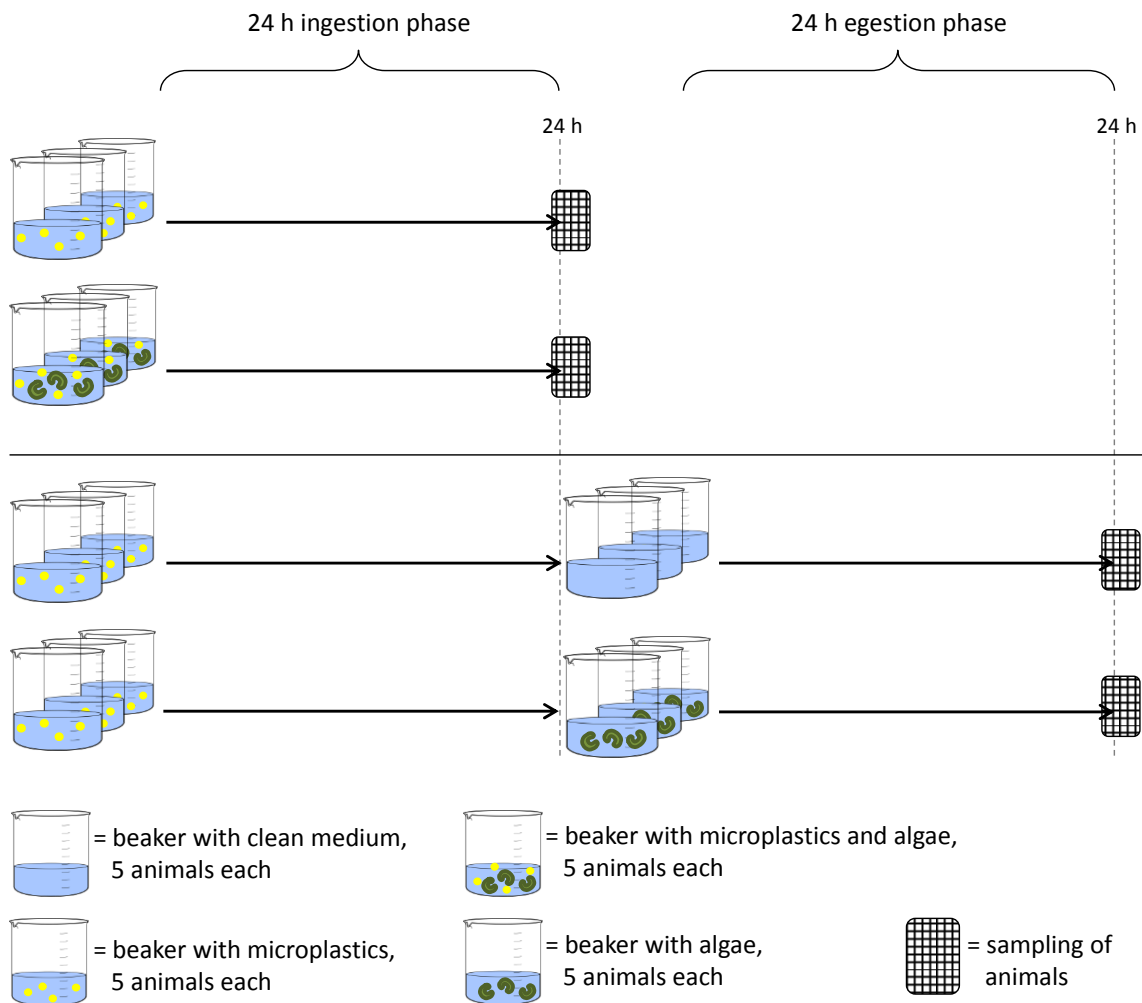 24 h ingestion phase
24 h egestion phase
24 h
24 h
= beaker with clean medium,
5 animals each
= beaker with microplastics and algae,
5 animals each
= beaker with microplastics,
5 animals each
= beaker with algae,
5 animals each
= sampling of
animals